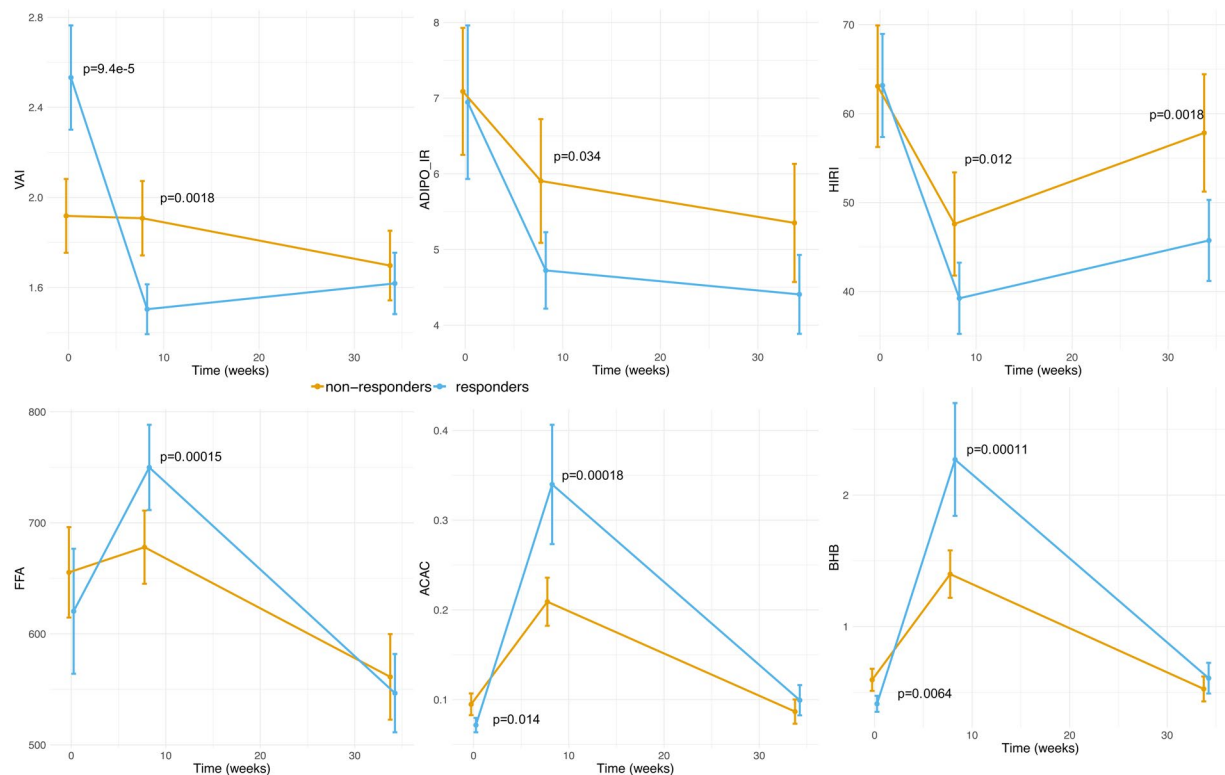 2.8
2.4
2.0
1.6
VAI
p=9.4e-5
p=0.0018
0
10
20
30
Time (weeks)
8
7
6
5
4
ADIPO_IR
p=0.034
0
10
20
30
Time (weeks)
70
60
50
40
HIRI
p=0.012
p=0.0018
0
10
20
30
Time (weeks)
non−responders
responders
800
700
600
500
FFA
p=0.00015
0
10
20
30
Time (weeks)
0.4
0.3
0.2
0.1
ACAC
p=0.00018
p=0.014
0
10
20
30
Time (weeks)
2
1
BHB
p=0.00011
p=0.0064
0
10
20
30
Time (weeks)